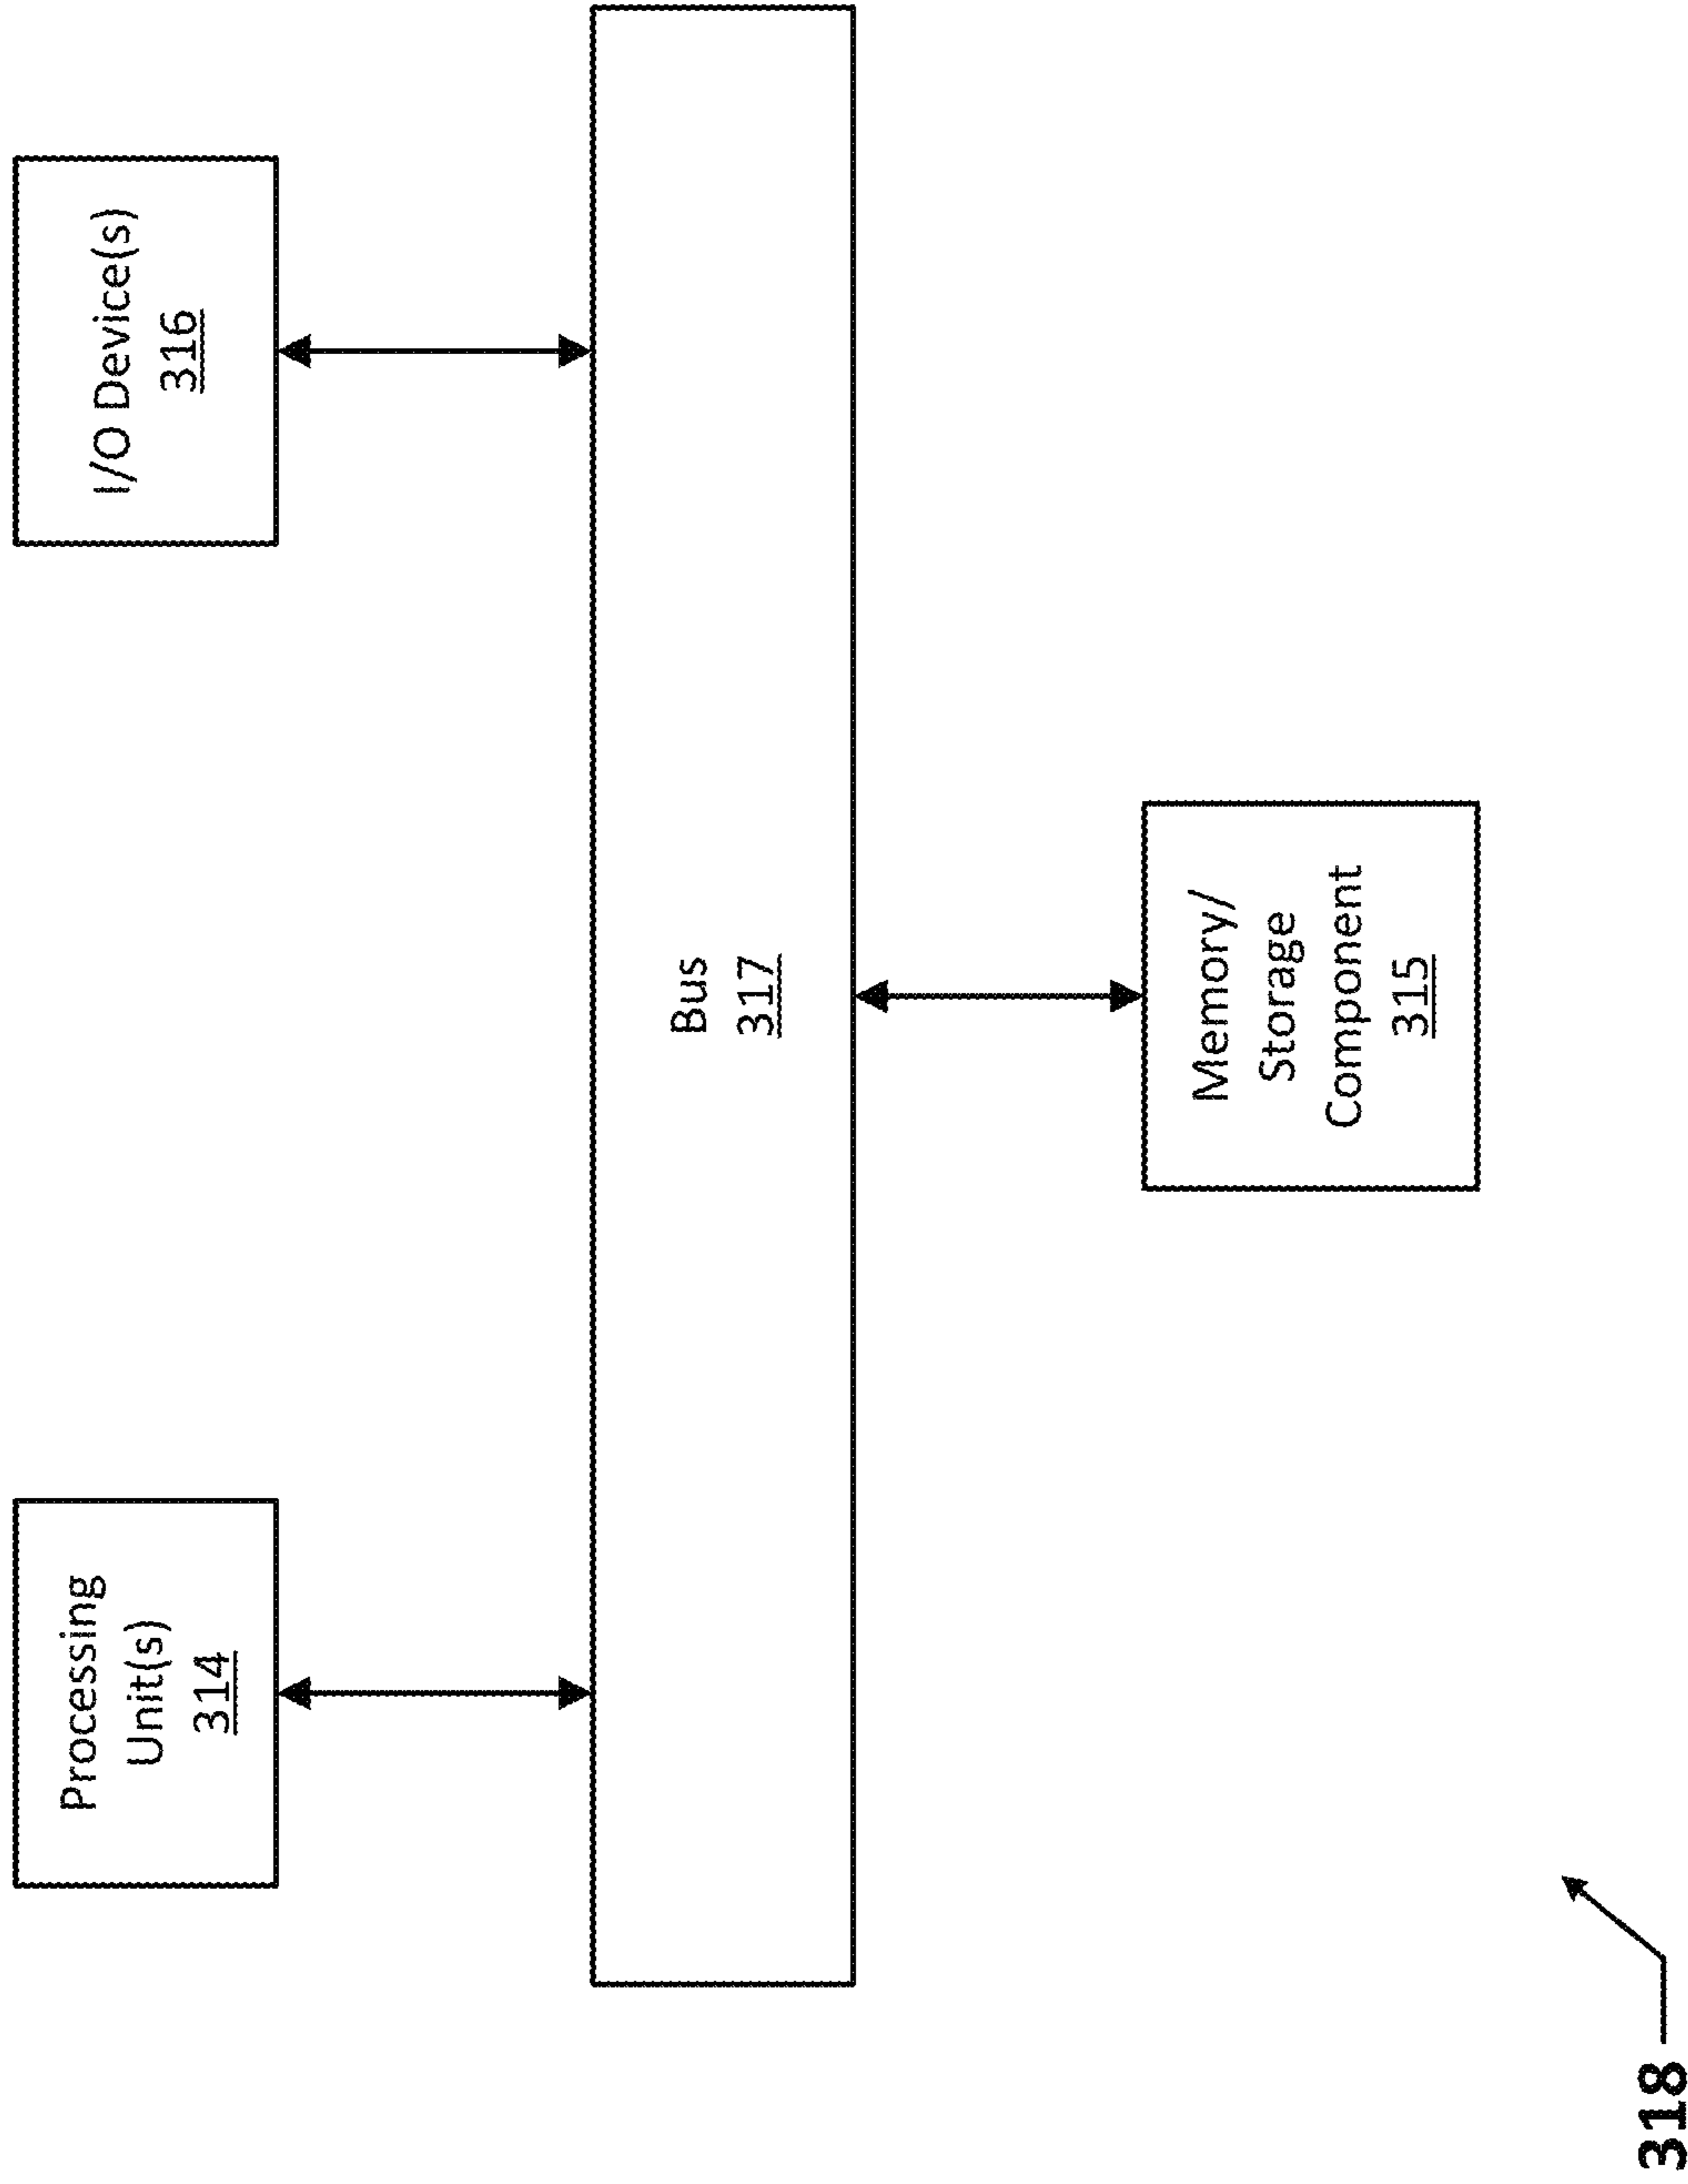 Processing
Unit(s)
314
I/O Device(s)
316
Bus
317
Memory/
Storage
Component
315
318